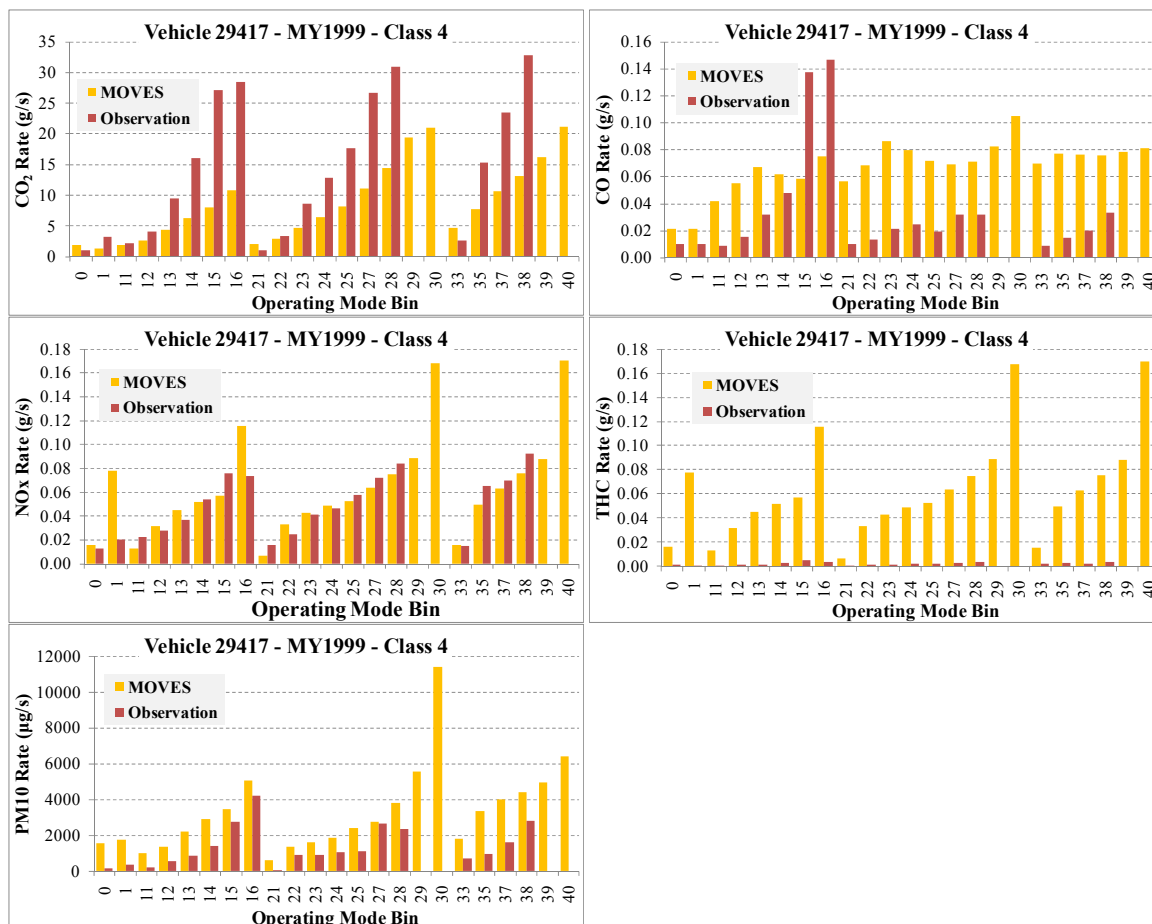 Vehicle 29417 - MY1999 - Class 4
CO2 Rate (g/s)
35
30
25
20
15
10
5
0
MOVES
Observation
0 1 11 12 13 14 15 16 21 22 23 24 25 27 28 29 30 33 35 37 38 39 40
Operating Mode Bin
Vehicle 29417 - MY1999 - Class 4
CO Rate (g/s)
0.16
0.14
0.12
0.10
0.08
0.06
0.04
0.02
0.00
MOVES
Observation
0 1 11 12 13 14 15 16 21 22 23 24 25 27 28 29 30 33 35 37 38 39 40
Operating Mode Bin
Vehicle 29417 - MY1999 - Class 4
NOx Rate (g/s)
0.18
0.16
0.14
0.12
0.10
0.08
0.06
0.04
0.02
0.00
MOVES
Observation
0 1 11 12 13 14 15 16 21 22 23 24 25 27 28 29 30 33 35 37 38 39 40
Operating Mode Bin
Vehicle 29417 - MY1999 - Class 4
THC Rate (g/s)
0.18
0.16
0.14
0.12
0.10
0.08
0.06
0.04
0.02
0.00
MOVES
Observation
0 1 11 12 13 14 15 16 21 22 23 24 25 27 28 29 30 33 35 37 38 39 40
Operating Mode Bin
Vehicle 29417 - MY1999 - Class 4
PM10 Rate (µg/s)
12000
10000
8000
6000
4000
2000
0
MOVES
Observation
0 1 11 12 13 14 15 16 21 22 23 24 25 27 28 29 30 33 35 37 38 39 40
Operating Mode Bin